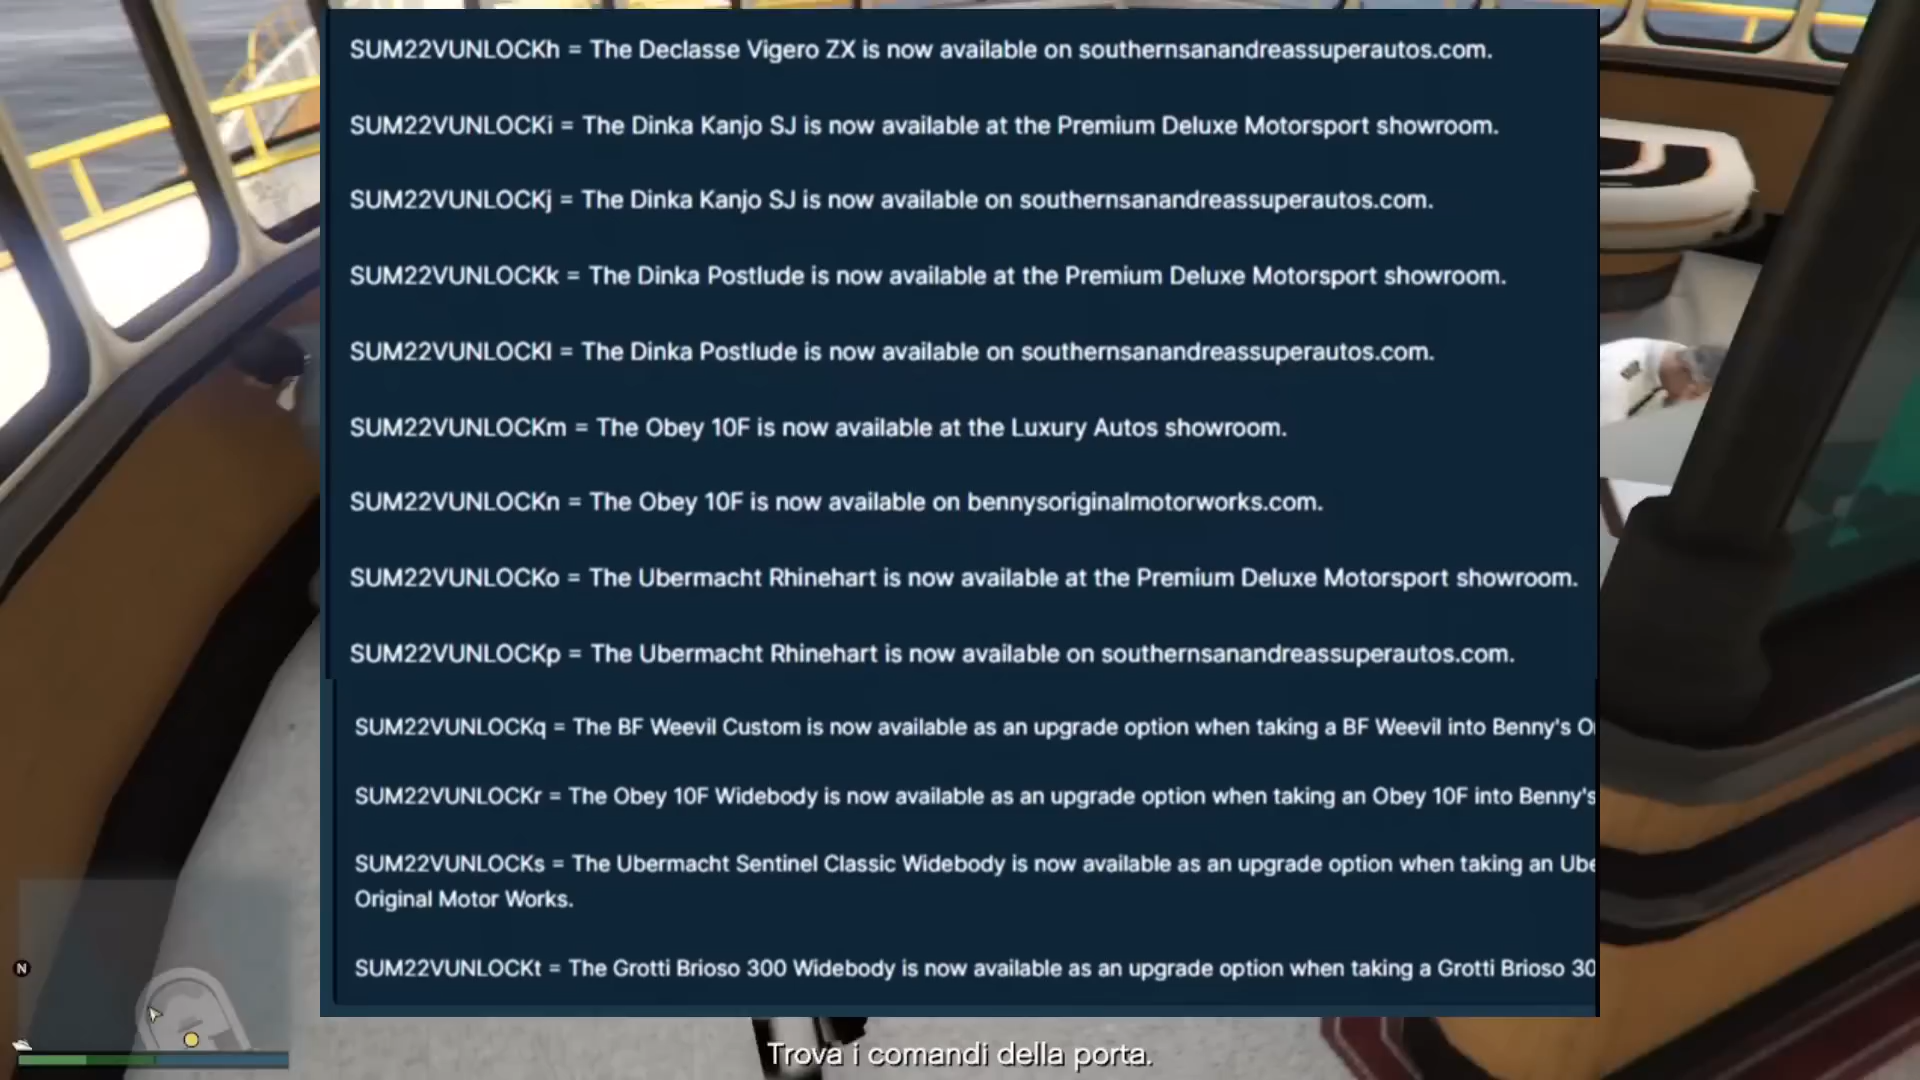 SUM22VUNLOCKh = The Declasse Vigero ZX is now available on southernsanandreassuperautos.com.
SUM22VUNLOCKi = The Dinka Kanjo SJ is now available at the Premium Deluxe Motorsport showroom.
SUM22VUNLOCKj = The Dinka Kanjo SJ is now available on southernsanandreassuperautos.com.
SUM22VUNLOCKk = The Dinka Postlude is now available at the Premium Deluxe Motorsport showroom.
SUM22VUNLOCKl = The Dinka Postlude is now available on southernsanandreassuperautos.com.
SUM22VUNLOCKm = The Obey 10F is now available at the Luxury Autos showroom.
SUM22VUNLOCKn = The Obey 10F is now available on bennysoriginalmotorworks.com.
SUM22VUNLOCKo = The Ubermacht Rhinehart is now available at the Premium Deluxe Motorsport showroom.
SUM22VUNLOCKp = The Ubermacht Rhinehart is now available on southernsanandreassuperautos.com.
SUM22VUNLOCKq = The BF Weevil Custom is now available as an upgrade option when taking a BF Weevil into Benny's O
SUM22VUNLOCKr = The Obey 10F Widebody is now available as an upgrade option when taking an Obey 10F into Benny's
SUM22VUNLOCKs = The Ubermacht Sentinel Classic Widebody is now available as an upgrade option when taking an Ube
Original Motor Works.
SUM22VUNLOCKt = The Grotti Brioso 300 Widebody is now available as an upgrade option when taking a Grotti Brioso 30
N
Trova i comandi della porta.